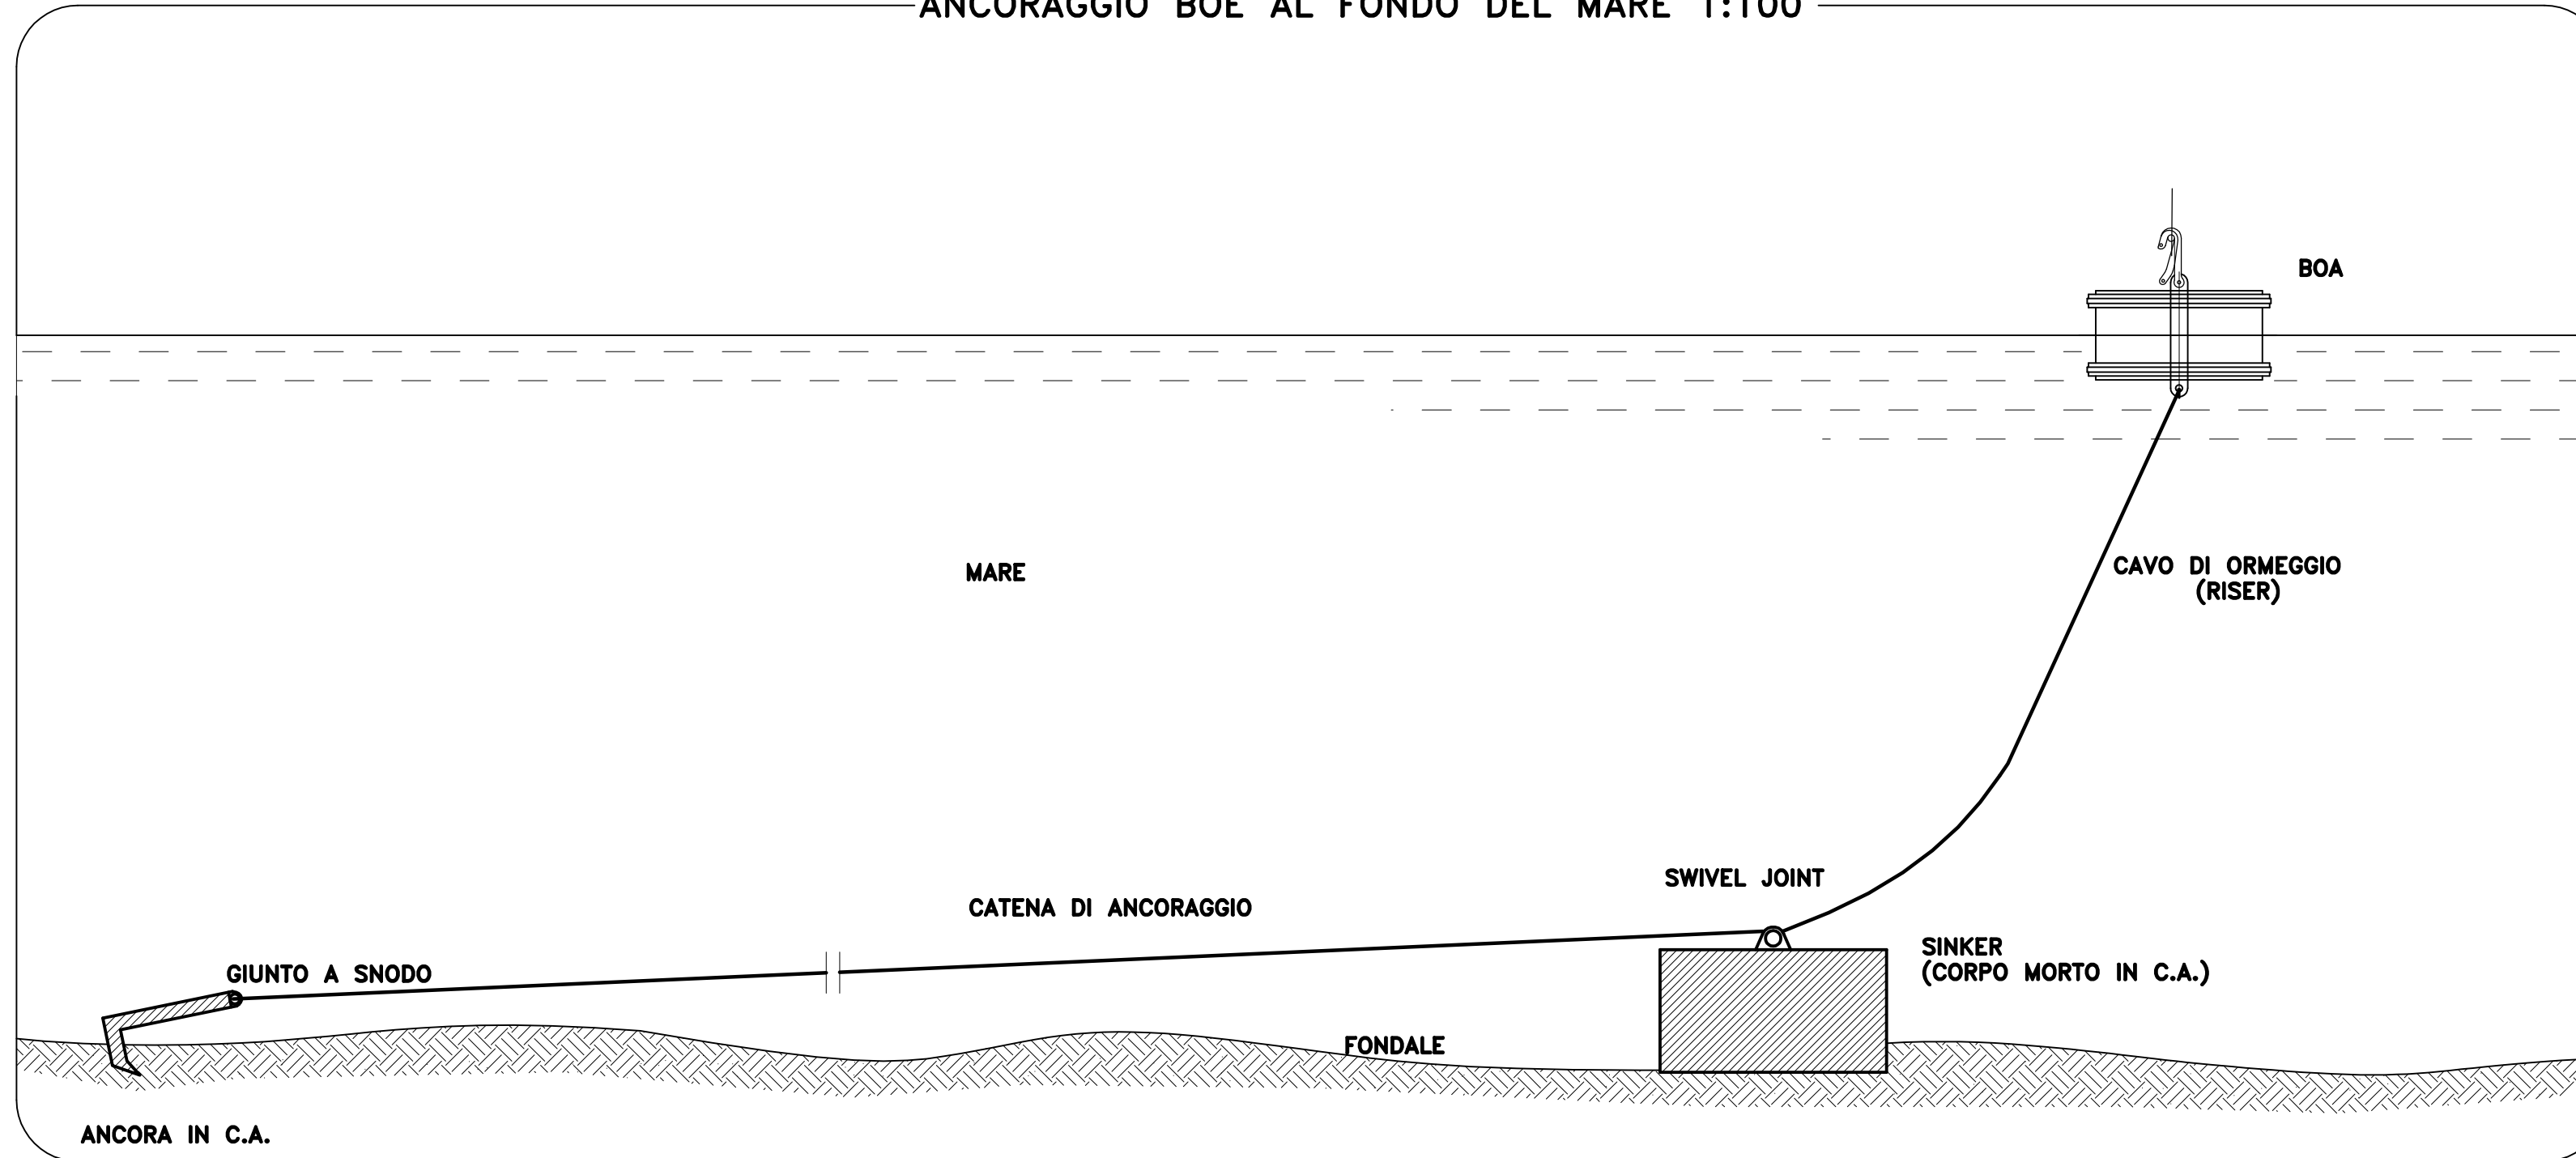 ANCORAGGIO BOE AL FONDO DEL MARE 1:100
BOA
MARE
CAVO DI ORMEGGIO
(RISER)
SWIVEL JOINT
CATENA DI ANCORAGGIO
SINKER
(CORPO MORTO IN C.A.)
GIUNTO A SNODO
FONDALE
ANCORA IN C.A.